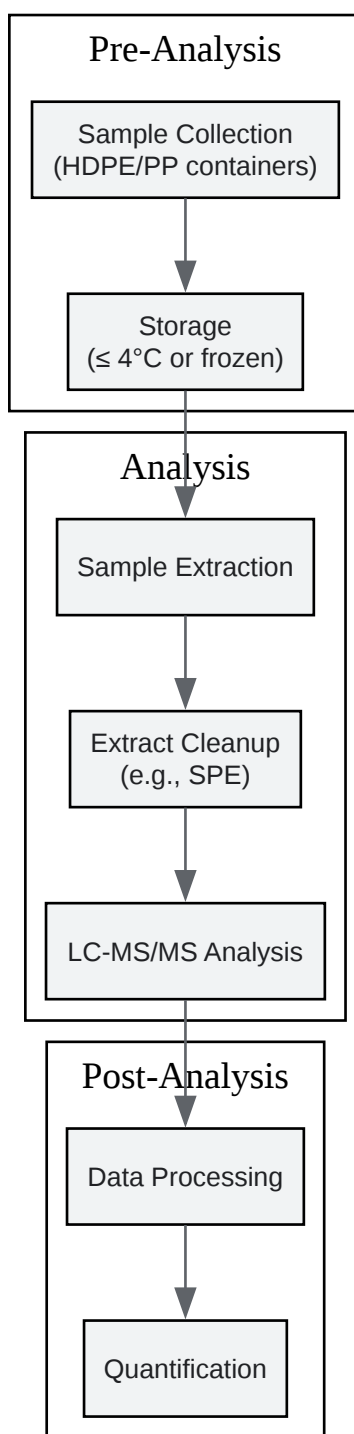 Pre-Analysis
Sample Collection
(HDPE/PP containers)
Storage
(≤ 4°C or frozen)
Analysis
Sample Extraction
Extract Cleanup
(e.g., SPE)
LC-MS/MS Analysis
Post-Analysis
Data Processing
Quantification